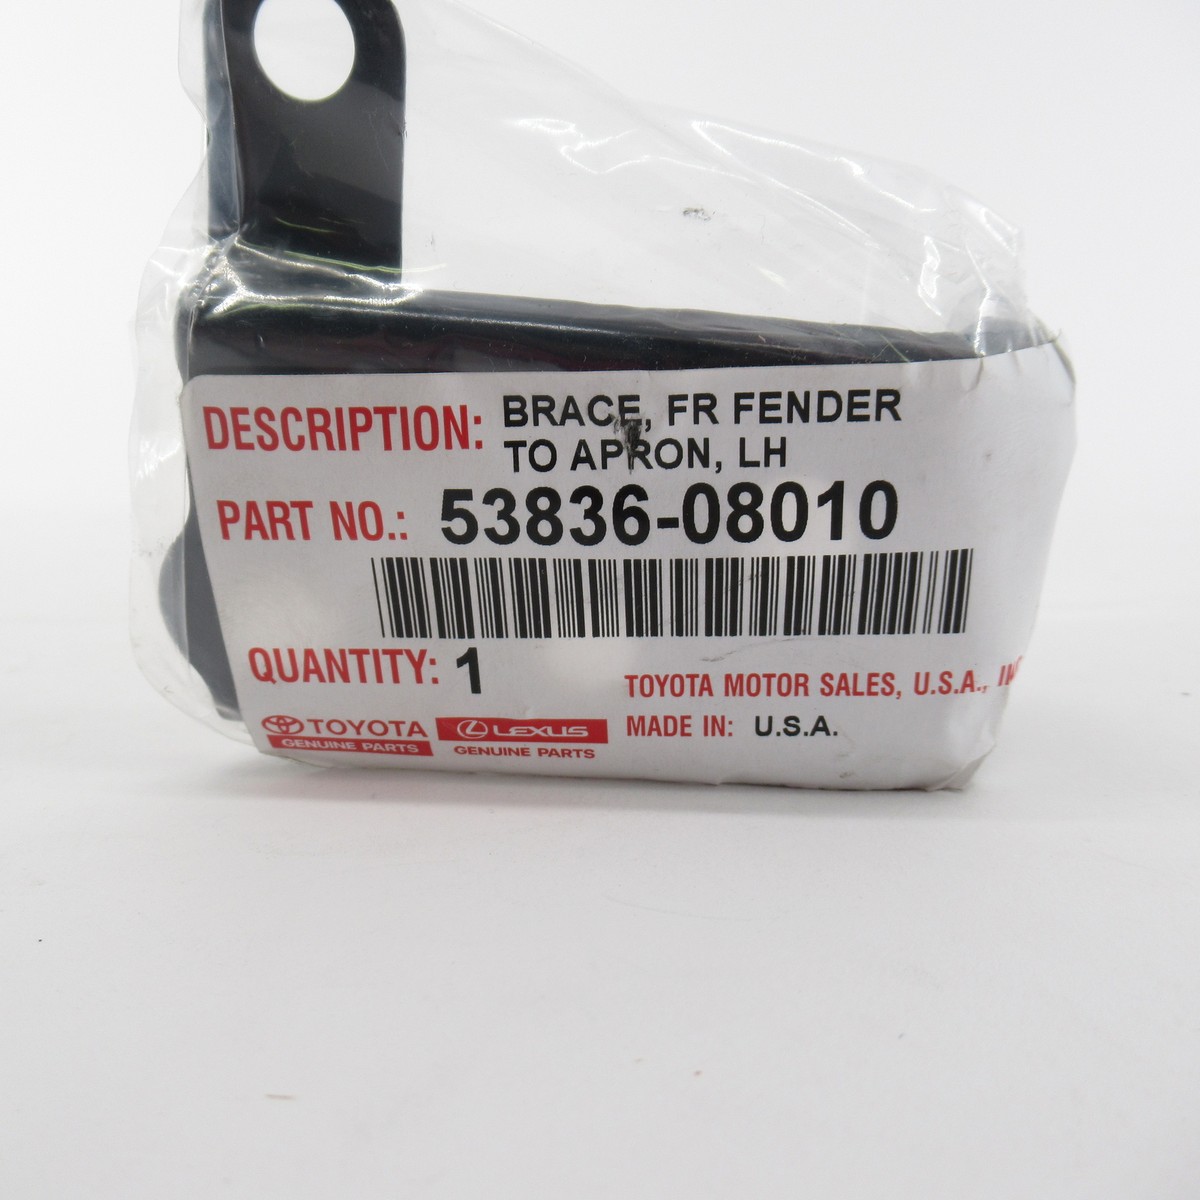 DESCRIPTION: BRACE, FR FENDER
TO APRON, LH
PART NO.: 53836-08010
QUANTITY: 1
TOYOTA MOTOR SALES, U.S.A., INC
TOYOTA
GENUINE PARTS
LEXUS
GENUINE PARTS
MADE IN: U.S.A.